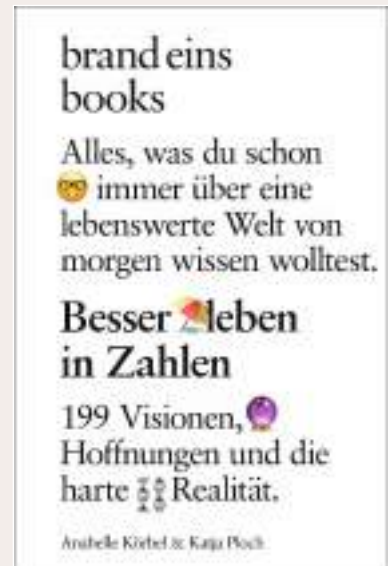 brand eins
books
Alles, was du schon
🤓 immer über eine
lebenswerte Welt von
morgen wissen wolltest.
Besser 🏖️ leben
in Zahlen
199 Visionen, 🔮
Hoffnungen und die
harte Realität.
Anabelle Körbel & Katja Ploch